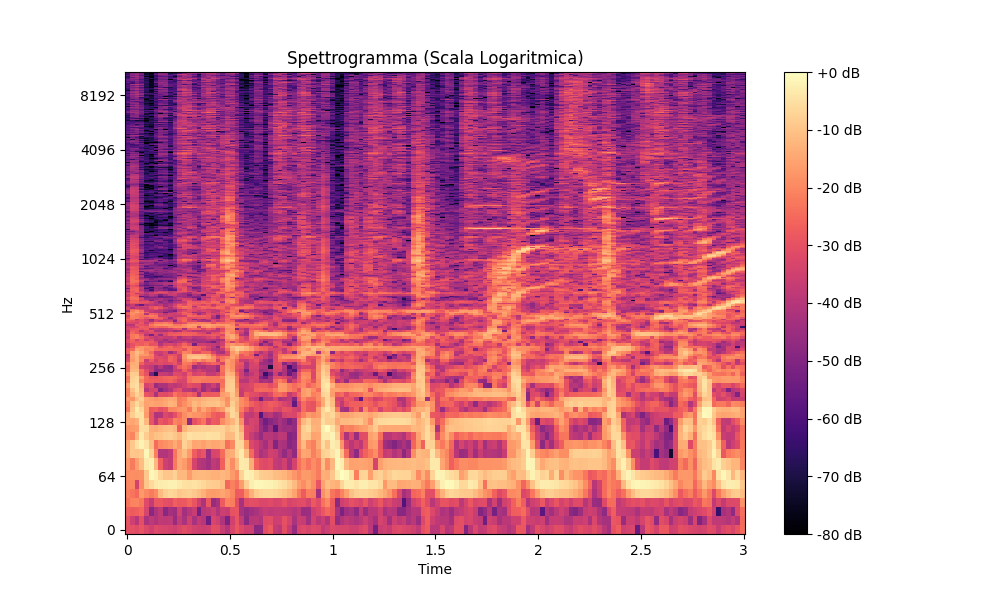 Spettrogramma (Scala Logaritmica)
Hz
8192
4096
2048
1024
512
256
128
64
0
0 0.5 1 1.5 2 2.5 3
Time
+0 dB
-10 dB
-20 dB
-30 dB
-40 dB
-50 dB
-60 dB
-70 dB
-80 dB